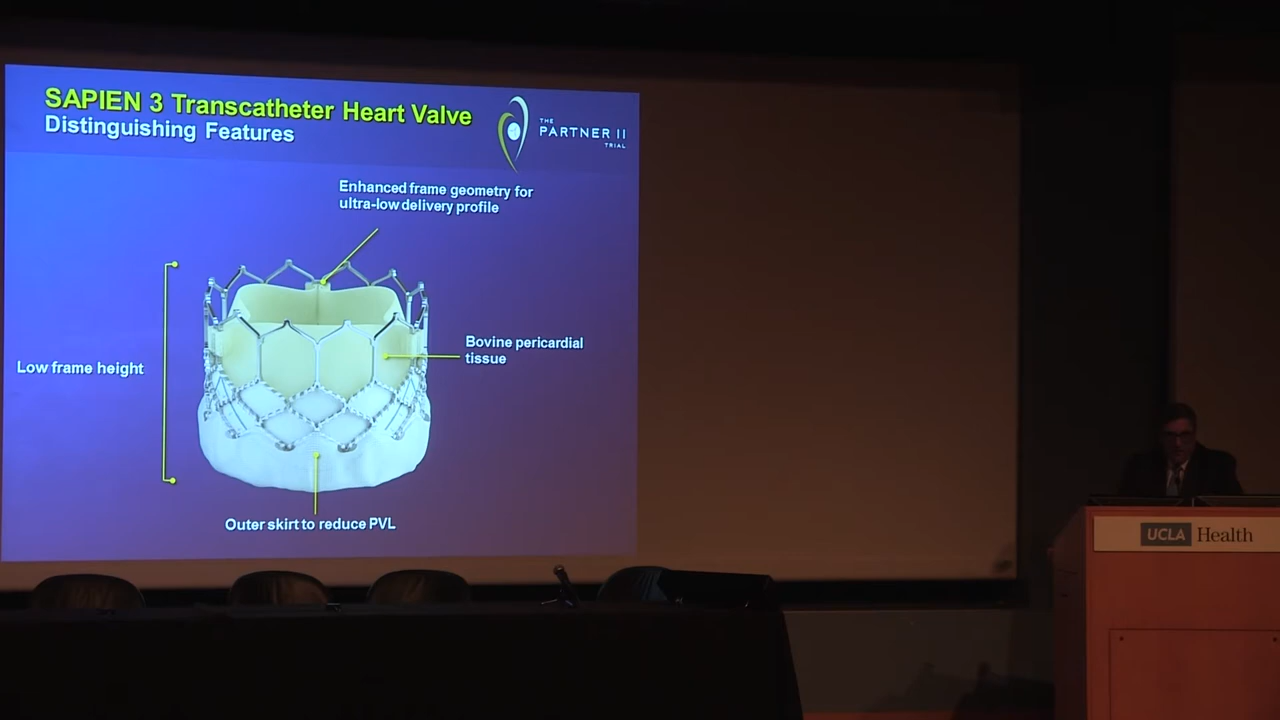 SAPIEN 3 Transcatheter Heart Valve
Distinguishing Features
THE
PARTNER II
TRIAL
Enhanced frame geometry for
ultra-low delivery profile
Low frame height
Bovine pericardial
tissue
Outer skirt to reduce PVL
UCLA Health